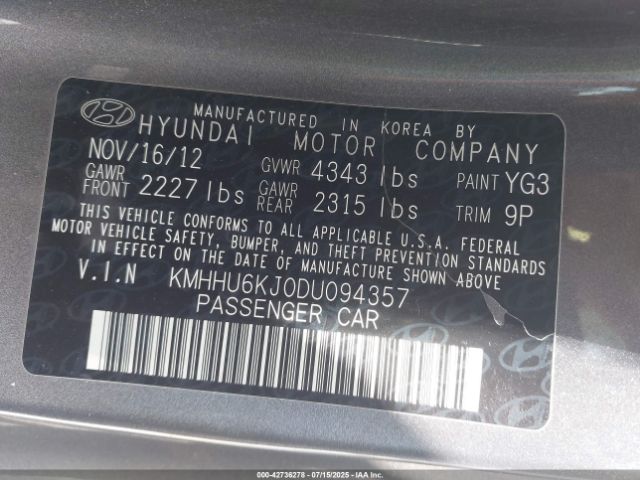 MANUFACTURED IN KOREA BY
HYUNDAI MOTOR COMPANY
NOV/16/12 GVWR 4343 lbs PAINT YG3
GAWR FRONT 2227 lbs GAWR REAR 2315 lbs TRIM 9P
THIS VEHICLE CONFORMS TO ALL APPLICABLE U.S.A. FEDERAL
MOTOR VEHICLE SAFETY, BUMPER, AND THEFT PREVENTION STANDARDS
IN EFFECT ON THE DATE OF MANUFACTURE SHOWN ABOVE
V.I.N KMHHU6KJ0DU094357
PASSENGER CAR
000-42736278 - 07/15/2025 - IAAI.COM